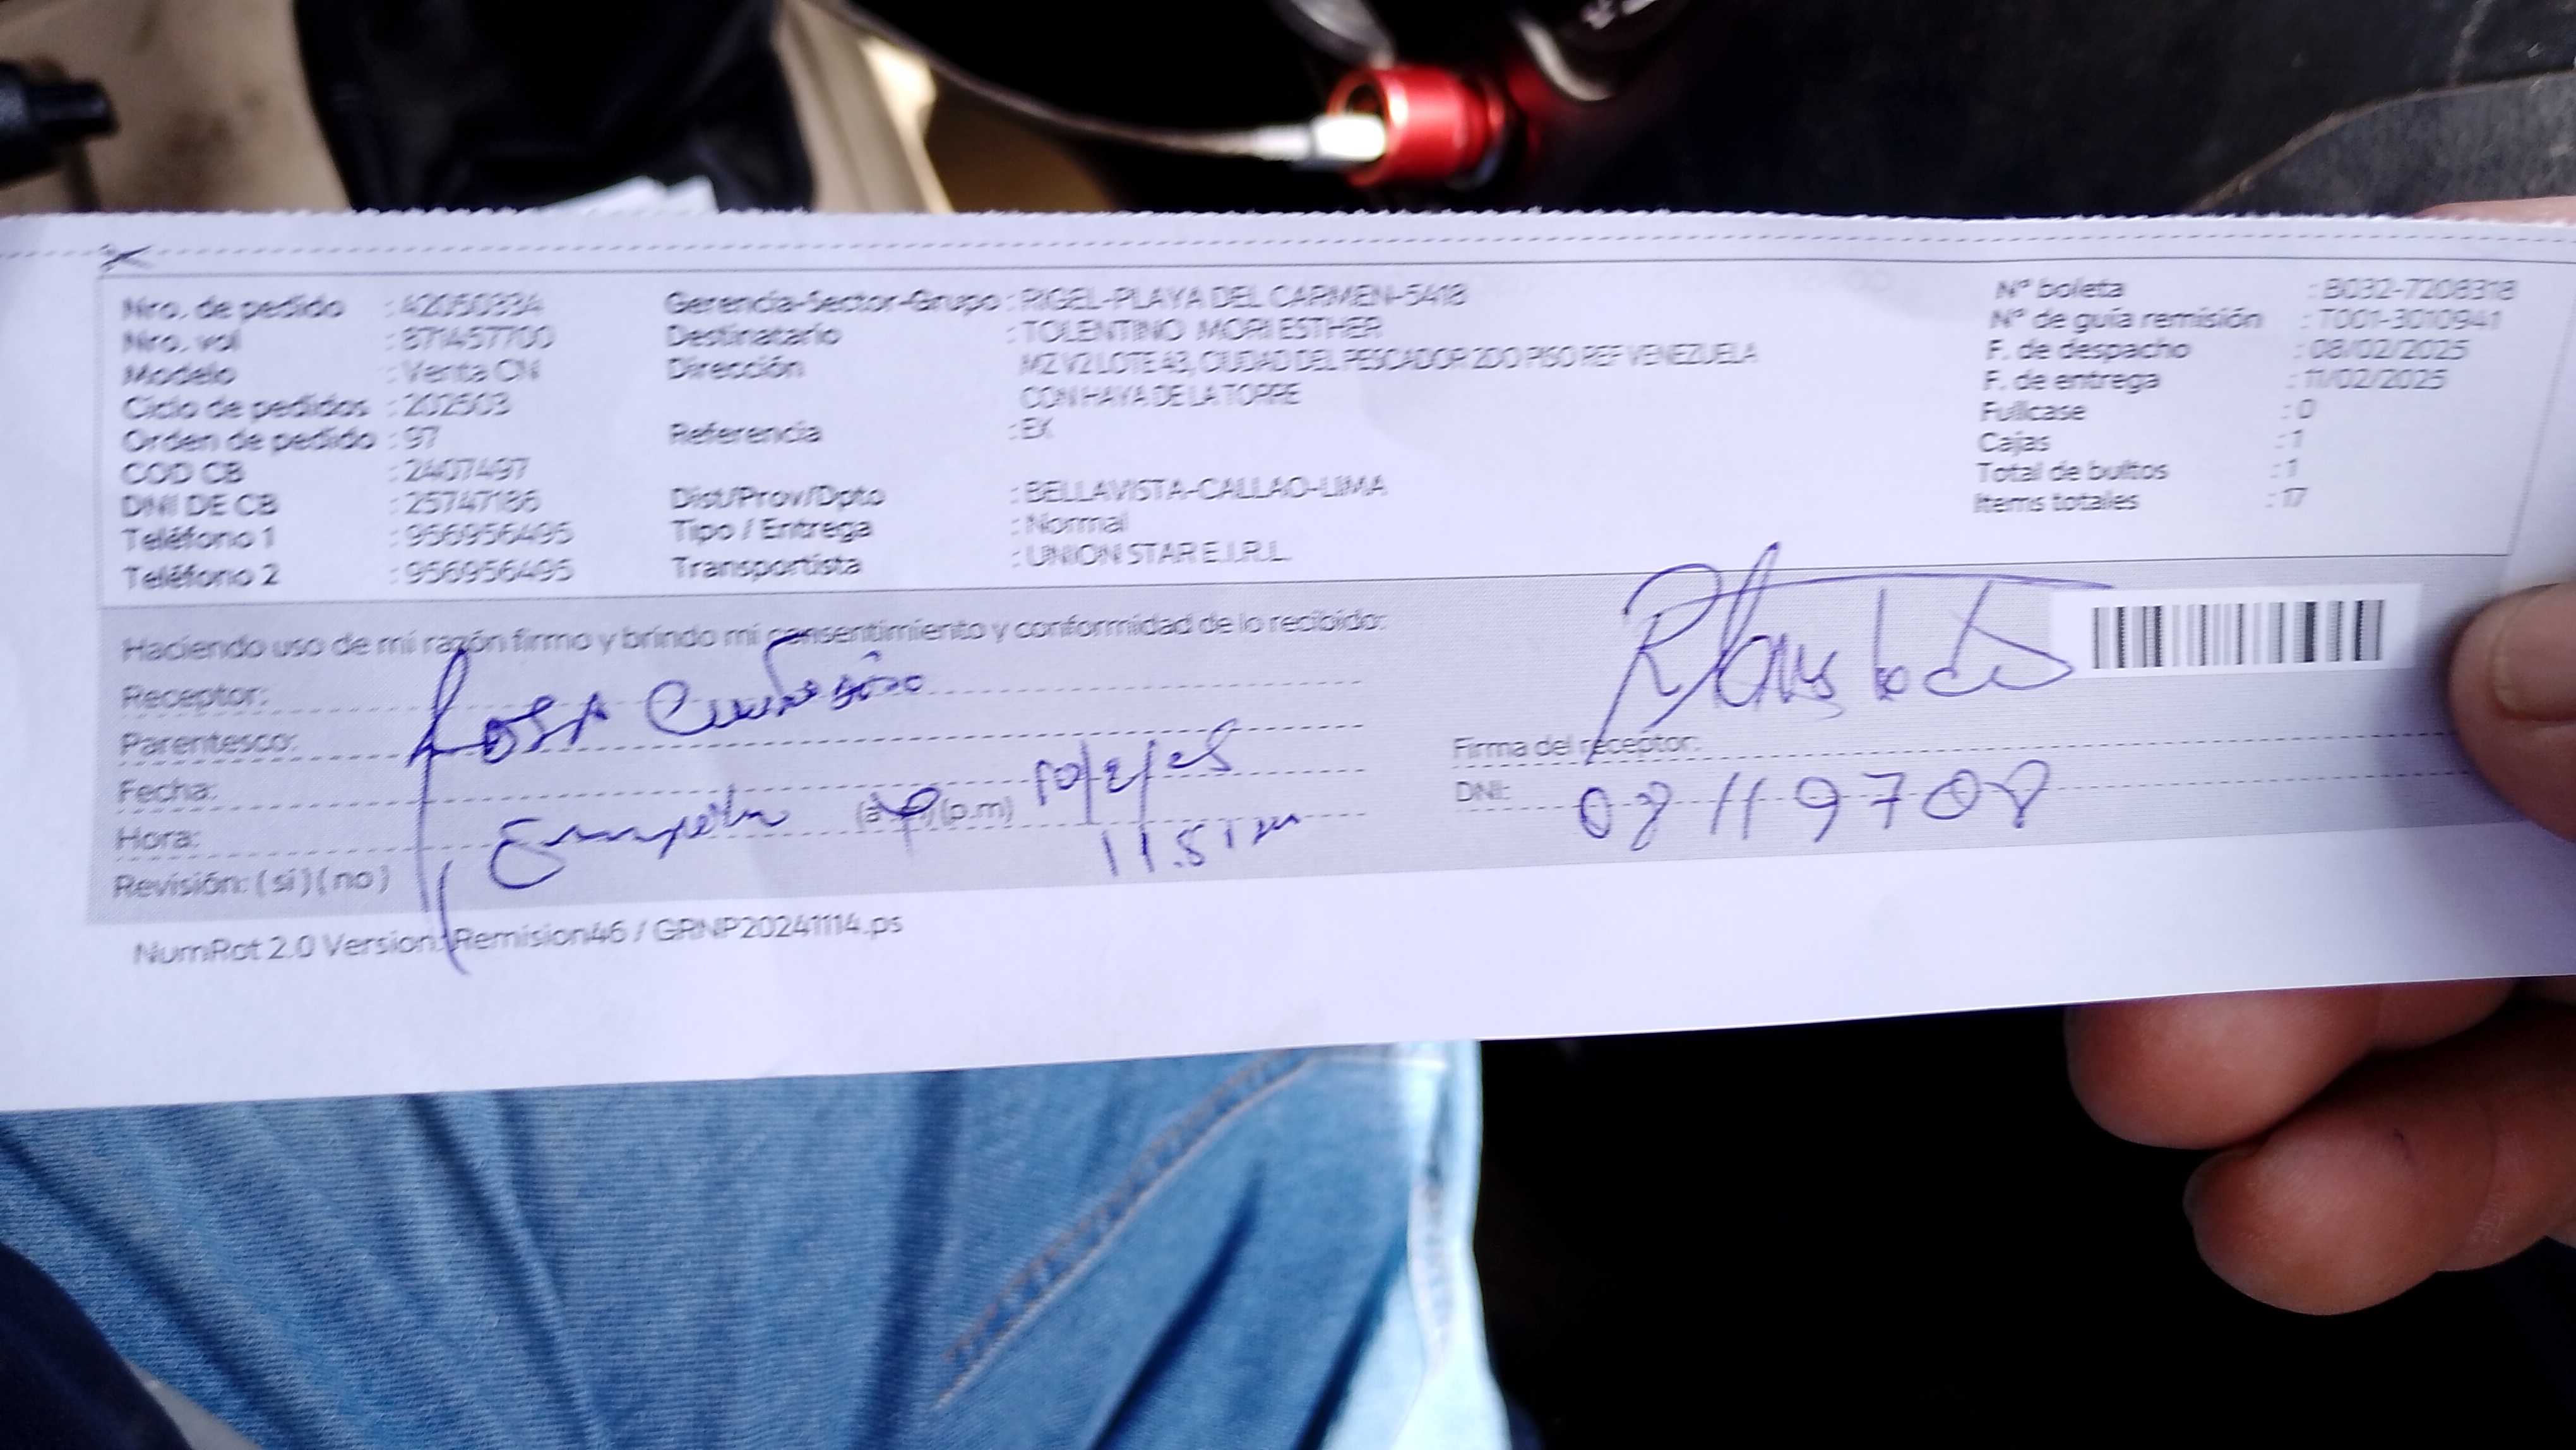 Nro. de pedido : 42050334
Nro. vol : 871457700
Modelo : Venta CN
Ciclo de pedidos : 202503
Orden de pedido : 97
COD CB : 2407497
DNI DE CB : 25747186
Teléfono 1 : 956956495
Teléfono 2 : 956956495
Gerencia-Sector-Grupo : RIGEL-PLAYA DEL CARMEN-5418
Destinatario : TOLENTINO MORI ESTHER
Dirección : MZ V2 LOTE 43, CIUDAD DEL PESCADOR 2DO PISO REF VENEZUELA
CON HAYA DE LA TORRE
Referencia : EX
Dist/Prov/Dpto : BELLAVISTA-CALLAO-LIMA
Tipo / Entrega : Normal
Transportista : UNION STAR E.I.R.L.
N° boleta : B032-7208318
N° de guía remisión : T001-3010941
F. de despacho : 08/02/2025
F. de entrega : 11/02/2025
Fullcase : 0
Cajas : 1
Total de bultos : 1
Items totales : 17
Haciendo uso de mi razón firmo y brindo mi consentimiento y conformidad de lo recibido:
Receptor: Rosa
Parentesco:
Fecha: 10/2/25
Hora: (p.m) 11.51
Revisión: (si) (no)
Firma del receptor:
DNI: 08119708
NumRot 2.0 Version: Remision46 / GRNP20241114.ps